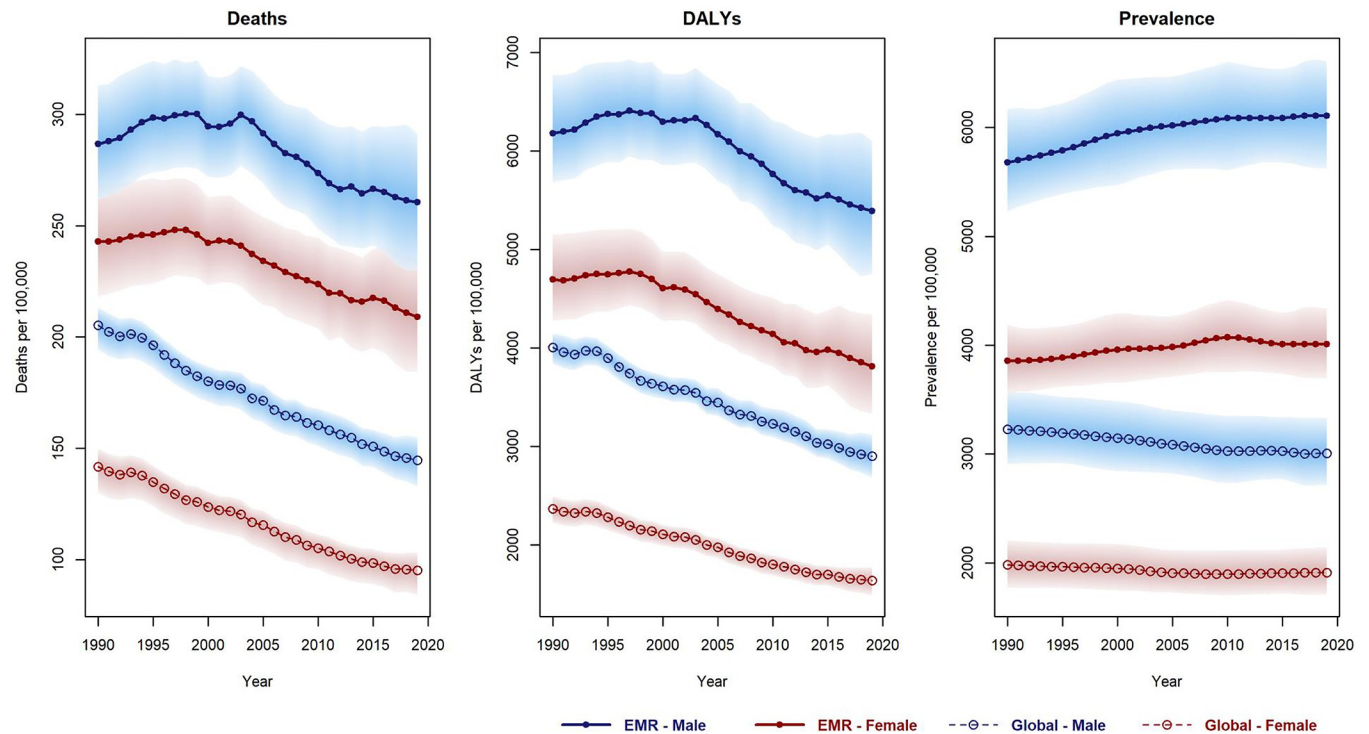 Deaths
DALYs
Prevalence
Deaths per 100,000
300
250
200
150
100
1990 1995 2000 2005 2010 2015 2020
Year
DALYs per 100,000
7000
6000
5000
4000
3000
2000
1990 1995 2000 2005 2010 2015 2020
Year
Prevalence per 100,000
6000
5000
4000
3000
2000
1990 1995 2000 2005 2010 2015 2020
Year
EMR - Male
EMR - Female
Global - Male
Global - Female